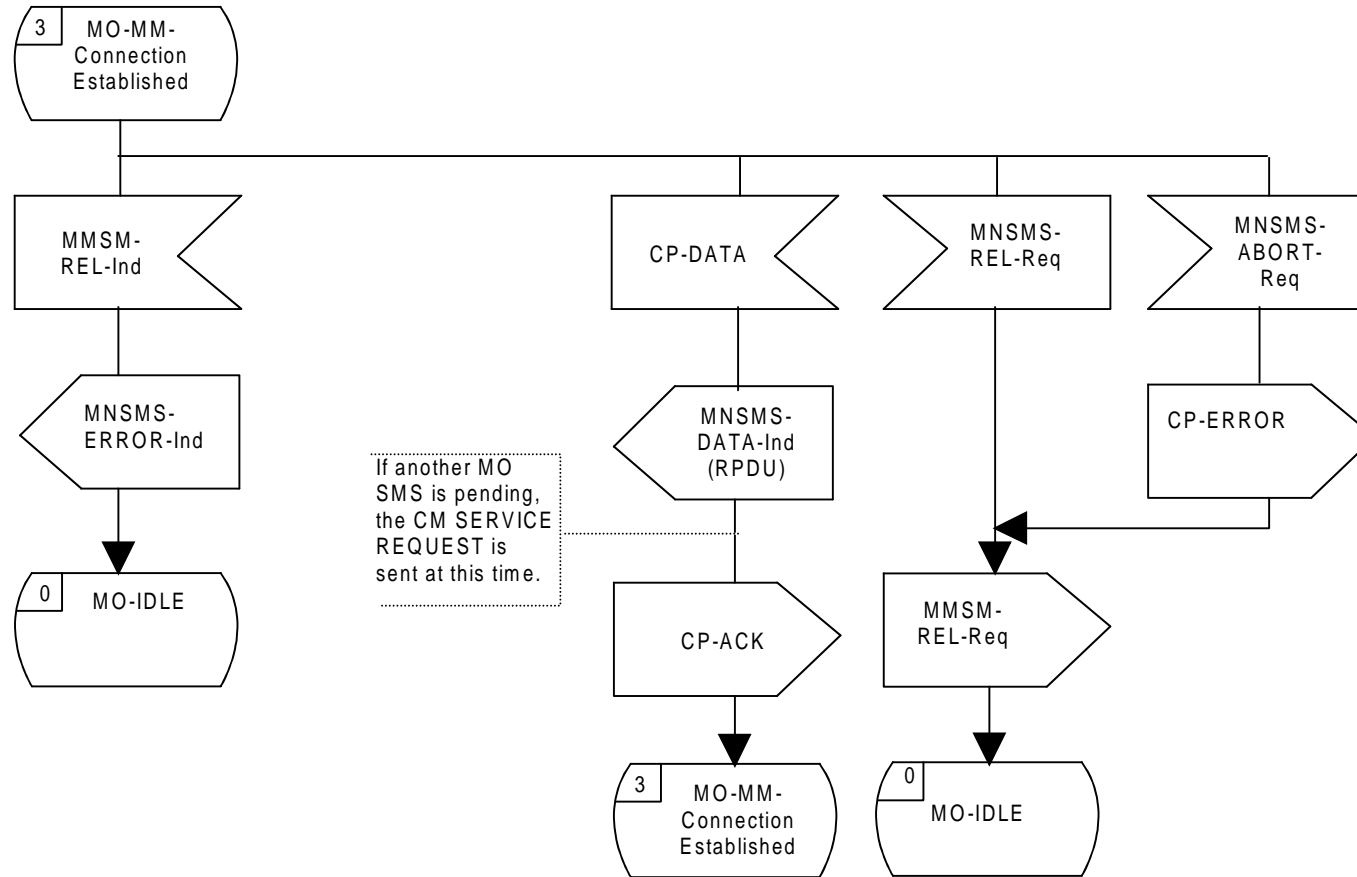 3
MO-MM-
Connection
Established
MMSM-
REL-Ind
CP-DATA
MNSMS-
REL-Req
MNSMS-
ABORT-
Req
MNSMS-
ERROR-Ind
MNSMS-
DATA-Ind
(RPDU)
CP-ERROR
If another MO
SMS is pending,
the CM SERVICE
REQUEST is
sent at this time.
0
MO-IDLE
CP-ACK
MMSM-
REL-Req
3
MO-MM-
Connection
Established
0
MO-IDLE